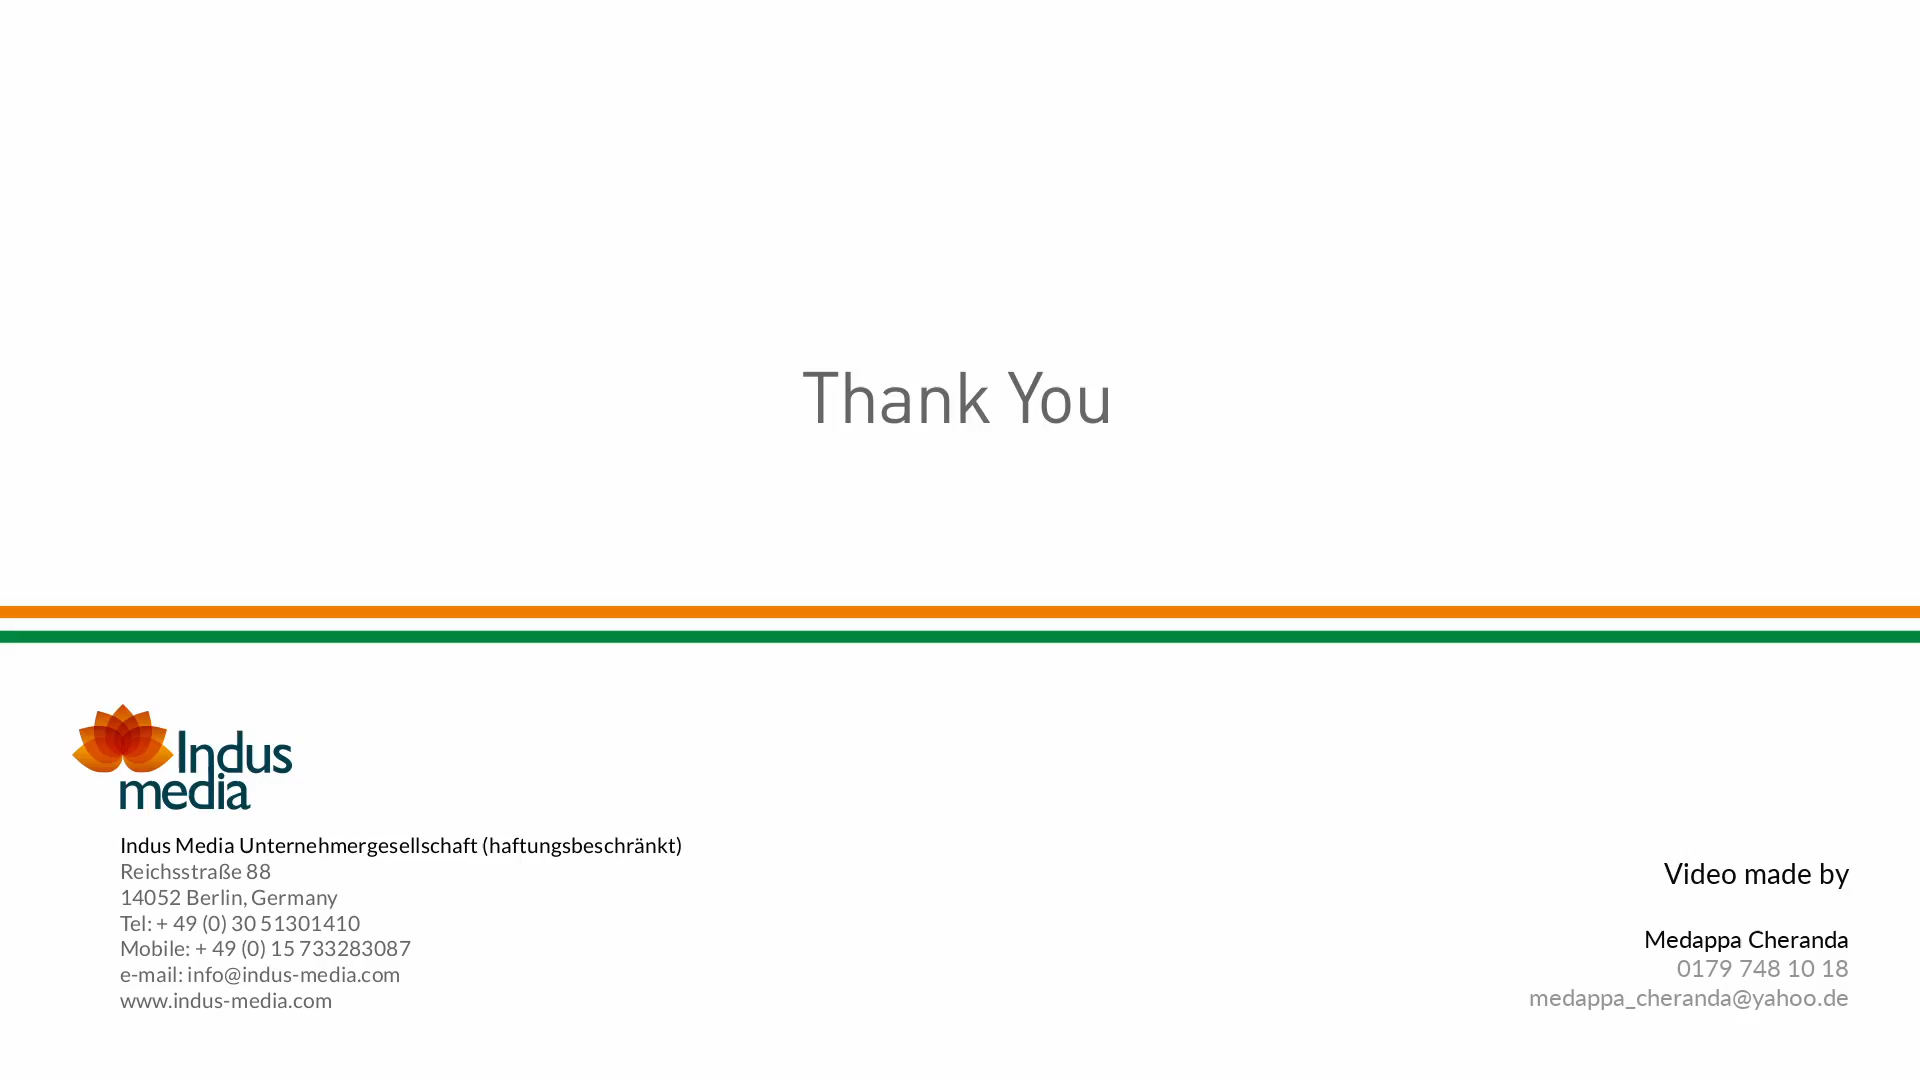 Thank You
Indus
media
Indus Media Unternehmergesellschaft (haftungsbeschränkt)
Reichsstraße 88
14052 Berlin, Germany
Tel: + 49 (0) 30 51301410
Mobile: + 49 (0) 15 733283087
e-mail: info@indus-media.com
www.indus-media.com
Video made by
Medappa Cheranda
0179 748 10 18
medappa_cheranda@yahoo.de